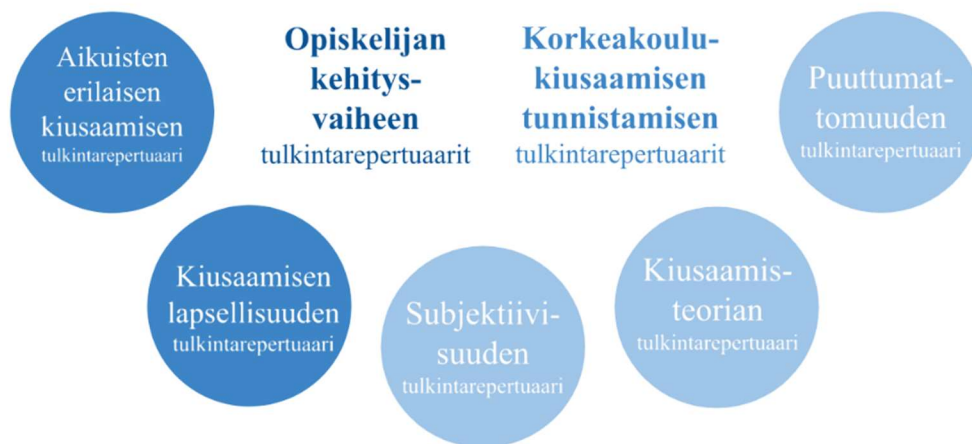 Aikuisten
erilaisen
kiusaamisen
tulkintarepertuaari
Opiskelijan
kehitys-
vaiheen
tulkintarepertuaarit
Korkeakoulu-
kiusaamisen
tunnistamisen
tulkintarepertuaarit
Puuttumat-
tomuuden
tulkintarepertuaari
Kiusaamisen
lapsellisuuden
tulkintarepertuaari
Subjektiivi-
suuden
tulkintarepertuaari
Kiusaamis-
teorian
tulkintarepertuaari